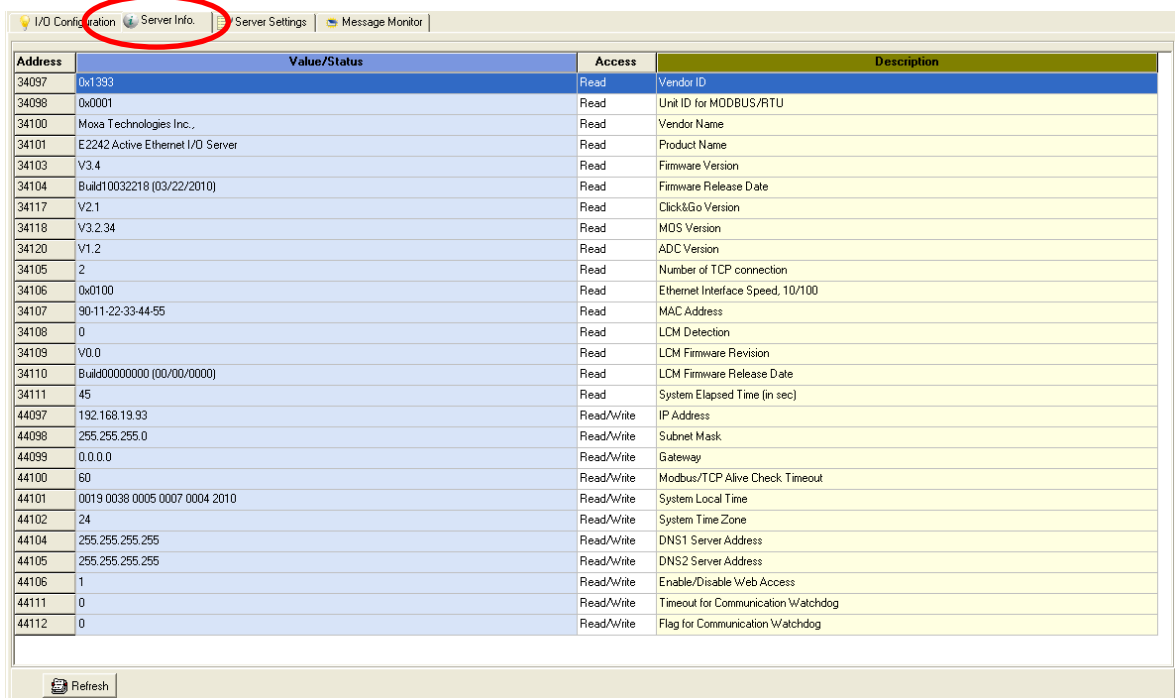 I/O Configuration Server Info. Server Settings Message Monitor
Address Value/Status Access Description
34097 0x1393 Read Vendor ID
34098 0x0001 Read Unit ID for MODBUS/RTU
34100 Moxa Technologies Inc., Read Vendor Name
34101 E2242 Active Ethernet I/O Server Read Product Name
34103 V3.4 Read Firmware Version
34104 Build10032218 (03/22/2010) Read Firmware Release Date
34117 V2.1 Read Click&Go Version
34118 V3.2.34 Read MOS Version
34120 V1.2 Read ADC Version
34105 2 Read Number of TCP connection
34106 0x0100 Read Ethernet Interface Speed, 10/100
34107 90-11-22-33-44-55 Read MAC Address
34108 0 Read LCM Detection
34109 V0.0 Read LCM Firmware Revision
34110 Build00000000 (00/00/0000) Read LCM Firmware Release Date
34111 45 Read System Elapsed Time (in sec)
44097 192.168.19.93 Read/Write IP Address
44098 255.255.255.0 Read/Write Subnet Mask
44099 0.0.0.0 Read/Write Gateway
44100 60 Read/Write Modbus/TCP Alive Check Timeout
44101 0019 0038 0005 0007 0004 2010 Read/Write System Local Time
44102 24 Read/Write System Time Zone
44104 255.255.255.255 Read/Write DNS1 Server Address
44105 255.255.255.255 Read/Write DNS2 Server Address
44106 1 Read/Write Enable/Disable Web Access
44111 0 Read/Write Timeout for Communication Watchdog
44112 0 Read/Write Flag for Communication Watchdog
Refresh